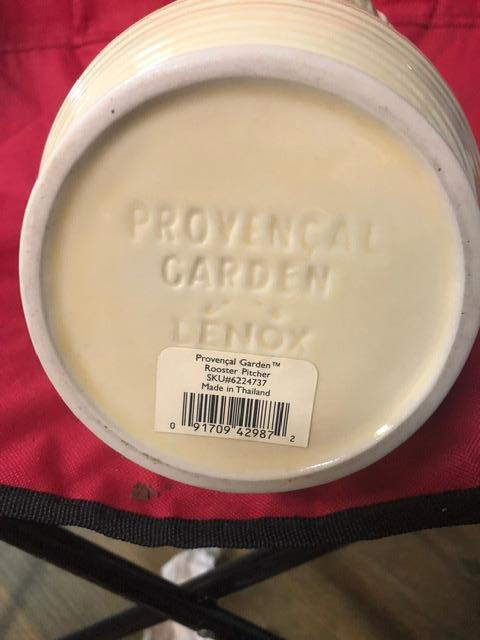 PROVENÇAL
GARDEN
LENOX
Provençal Garden™
Rooster Pitcher
SKU#6224737
Made in Thailand
0 91709 42987 2